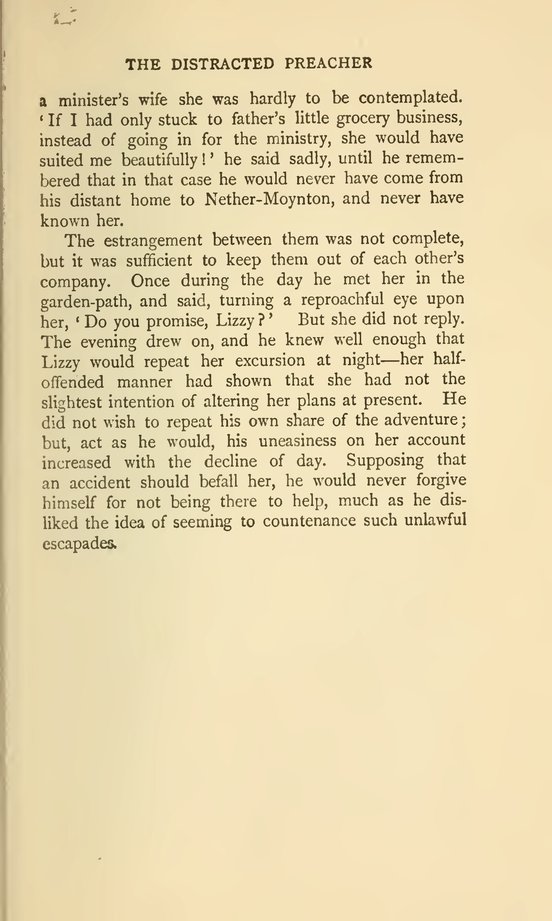 THE DISTRACTED PREACHER
a minister's wife she was hardly to be contemplated.
‘If I had only stuck to father's little grocery business,
instead of going in for the ministry, she would have
suited me beautifully!’ he said sadly, until he remem-
bered that in that case he would never have come from
his distant home to Nether-Moynton, and never have
known her.
The estrangement between them was not complete,
but it was sufficient to keep them out of each other's
company. Once during the day he met her in the
garden-path, and said, turning a reproachful eye upon
her, ‘Do you promise, Lizzy?’ But she did not reply.
The evening drew on, and he knew well enough that
Lizzy would repeat her excursion at night—her half-
offended manner had shown that she had not the
slightest intention of altering her plans at present. He
did not wish to repeat his own share of the adventure;
but, act as he would, his uneasiness on her account
increased with the decline of day. Supposing that
an accident should befall her, he would never forgive
himself for not being there to help, much as he dis-
liked the idea of seeming to countenance such unlawful
escapades.